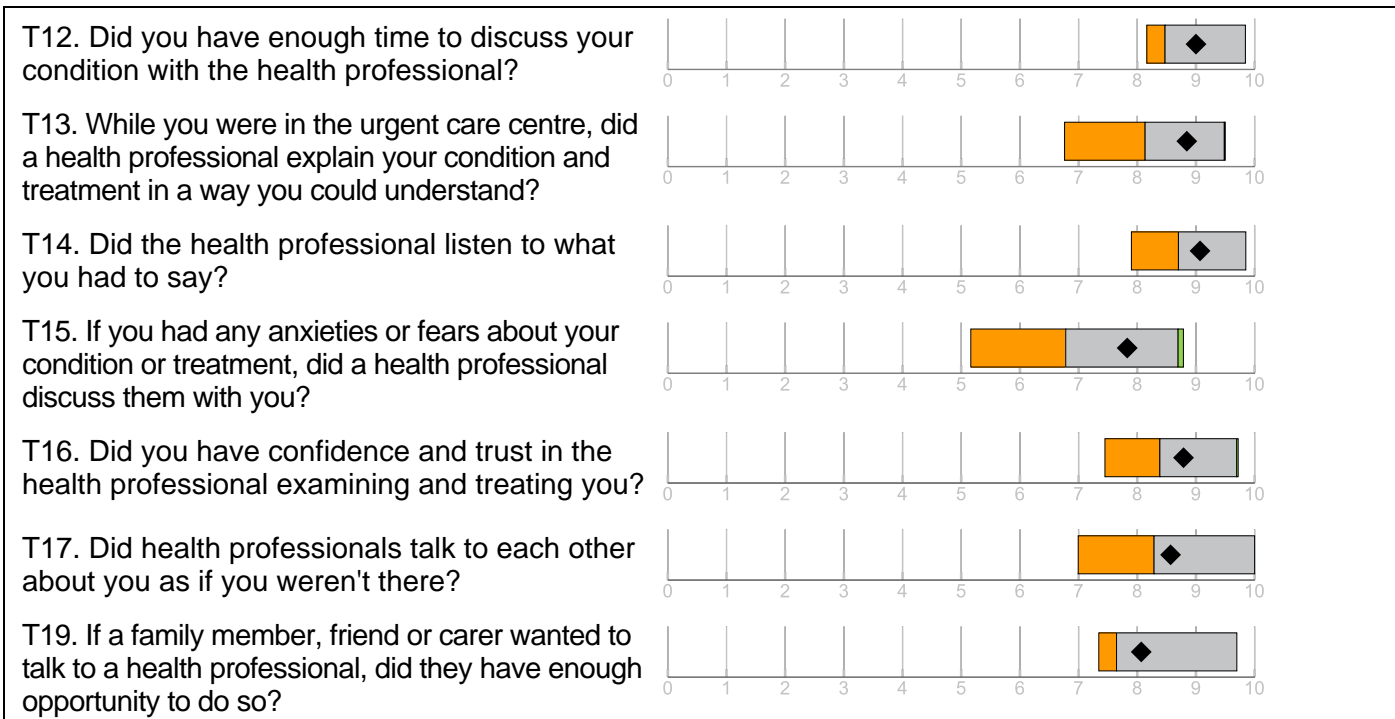 T12. Did you have enough time to discuss your
condition with the health professional?
0 1 2 3 4 5 6 7 8 9 10
T13. While you were in the urgent care centre, did
a health professional explain your condition and
treatment in a way you could understand?
0 1 2 3 4 5 6 7 8 9 10
T14. Did the health professional listen to what
you had to say?
0 1 2 3 4 5 6 7 8 9 10
T15. If you had any anxieties or fears about your
condition or treatment, did a health professional
discuss them with you?
0 1 2 3 4 5 6 7 8 9 10
T16. Did you have confidence and trust in the
health professional examining and treating you?
0 1 2 3 4 5 6 7 8 9 10
T17. Did health professionals talk to each other
about you as if you weren't there?
0 1 2 3 4 5 6 7 8 9 10
T19. If a family member, friend or carer wanted to
talk to a health professional, did they have enough
opportunity to do so?
0 1 2 3 4 5 6 7 8 9 10